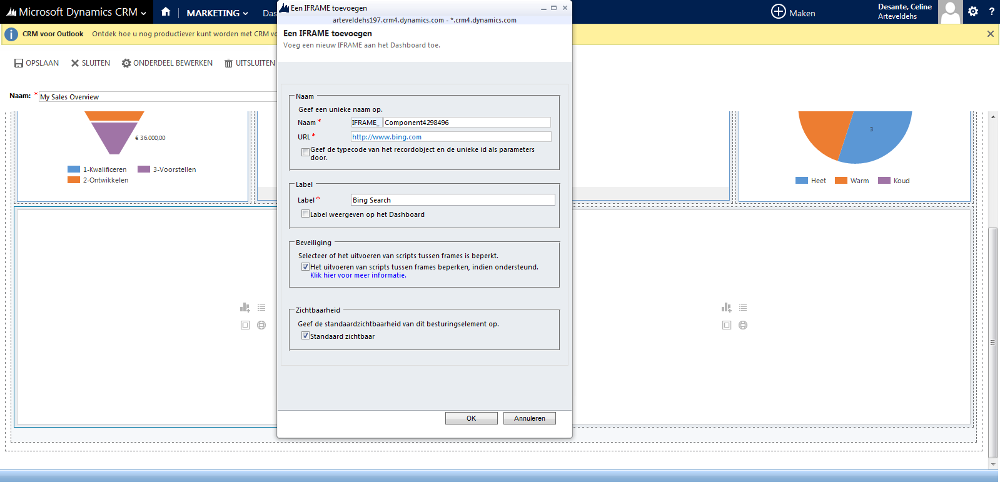 Microsoft Dynamics CRM
MARKETING
Das
Maken
Desante, Celine
Arteveldehs
?
CRM voor Outlook Ontdek hoe u nog productiever kunt worden met CRM vo
OPSLAAN SLUITEN ONDERDEEL BEWERKEN UITSLUITEN
Naam: * My Sales Overview
€ 36.000,00
1-Kwalificeren 3-Voorstellen
2-Ontwikkelen
Een IFRAME toevoegen
arteveldehs197.crm4.dynamics.com - *.crm4.dynamics.com
Een IFRAME toevoegen
Voeg een nieuw IFRAME aan het Dashboard toe.
Naam
Geef een unieke naam op.
Naam * IFRAME_ Component4298496
URL * http://www.bing.com
Geef de typecode van het recordobject en de unieke id als parameters
door.
Label
Label * Bing Search
Label weergeven op het Dashboard
Beveiliging
Selecteer of het uitvoeren van scripts tussen frames is beperkt.
Het uitvoeren van scripts tussen frames beperken, indien ondersteund.
Klik hier voor meer informatie.
Zichtbaarheid
Geef de standaardzichtbaarheid van dit besturingselement op.
Standaard zichtbaar
OK Annuleren
3
Heet Warm Koud